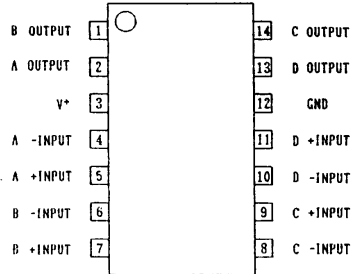 B OUTPUT 1 14 C OUTPUT
A OUTPUT 2 13 D OUTPUT
V+ 3 12 GND
A -INPUT 4 11 D +INPUT
A +INPUT 5 10 D -INPUT
B -INPUT 6 9 C +INPUT
B +INPUT 7 8 C -INPUT